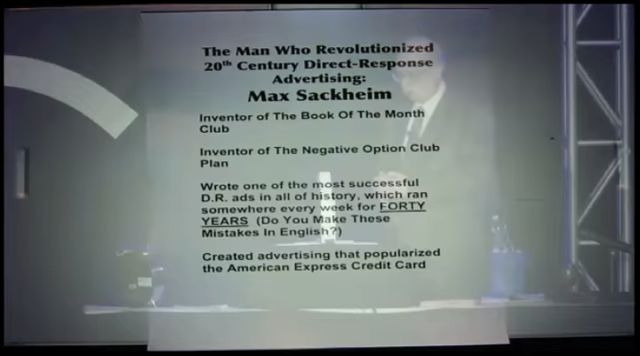 The Man Who Revolutionized
20th Century Direct-Response
Advertising:
Max Sackheim
Inventor of The Book Of The Month
Club
Inventor of The Negative Option Club
Plan
Wrote one of the most successful
D.R. ads in all of history, which ran
somewhere every week for FORTY
YEARS (Do You Make These
Mistakes In English?)
Created advertising that popularized
the American Express Credit Card